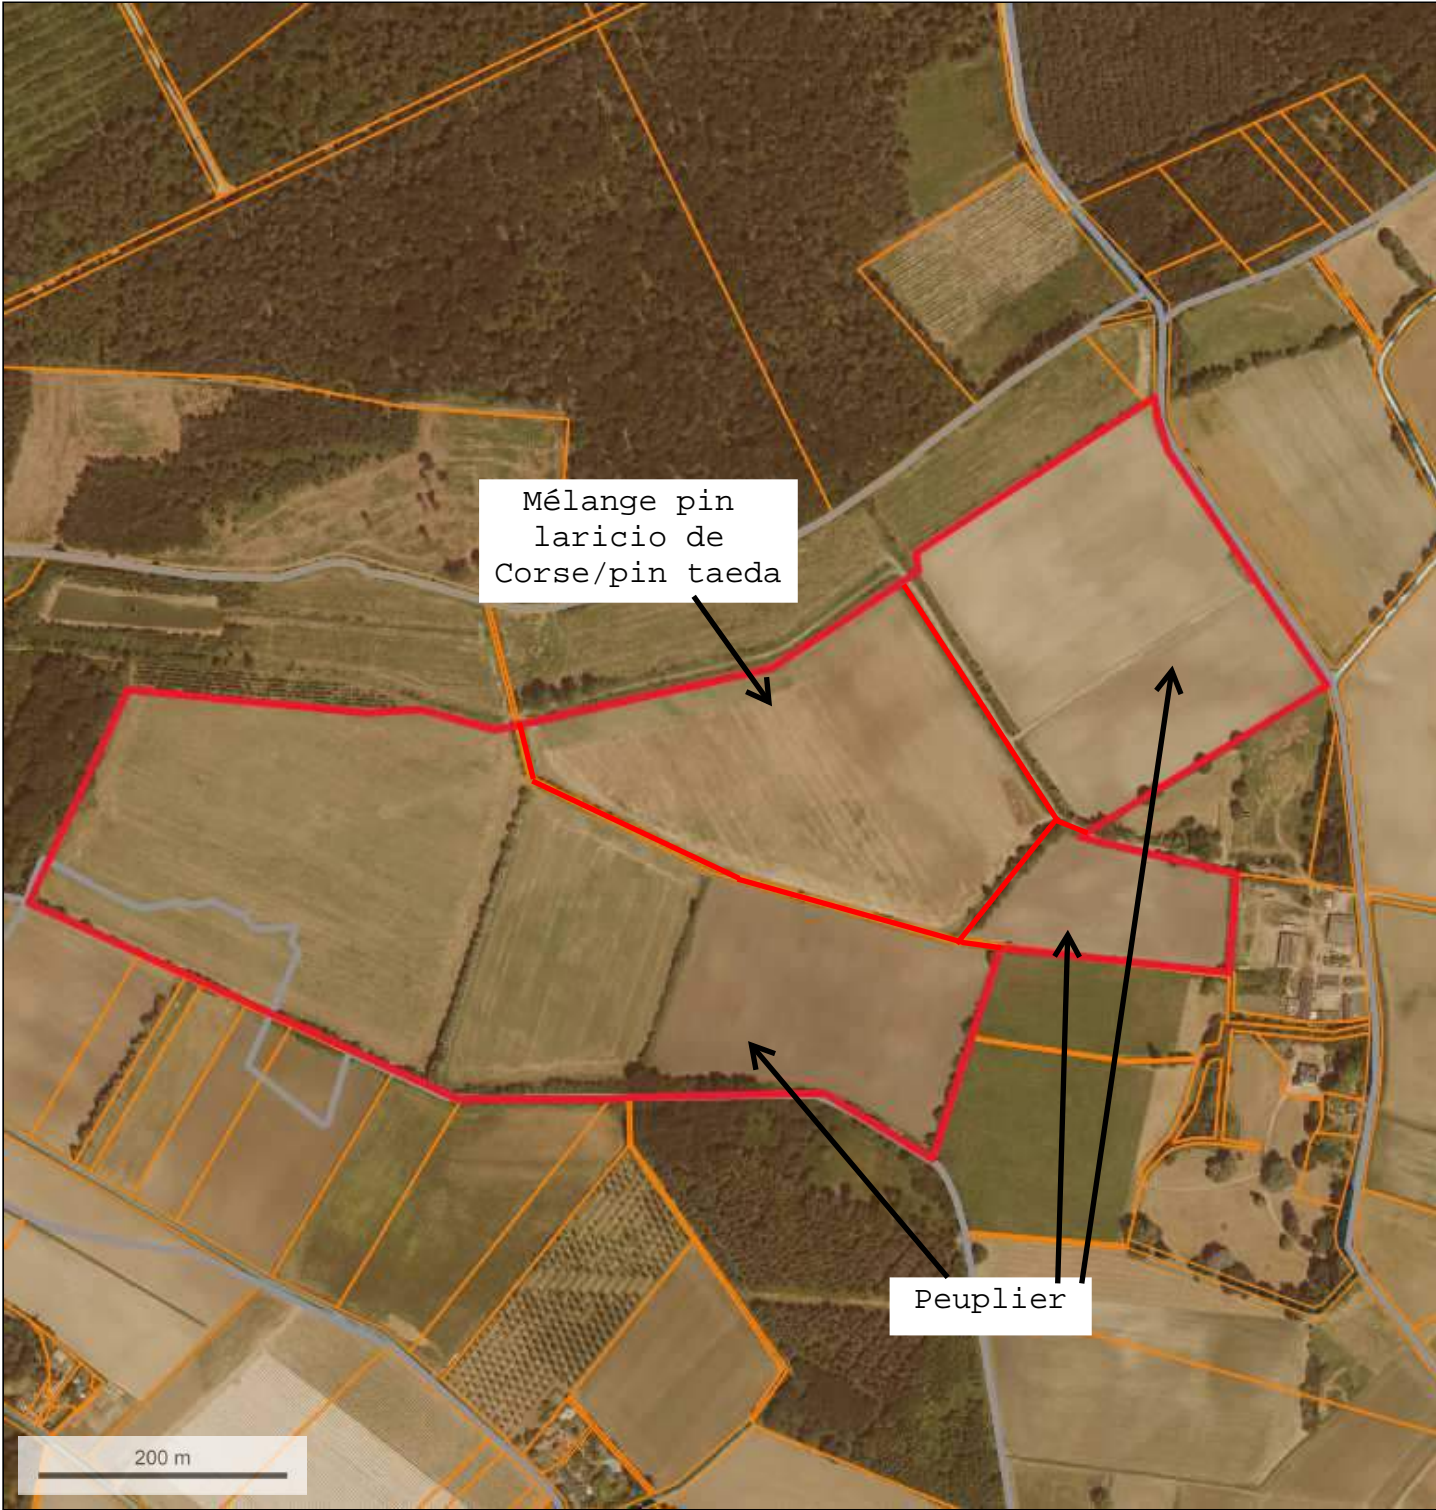 Mélange pin
laricio de
Corse/pin taeda
Peuplier
200 m